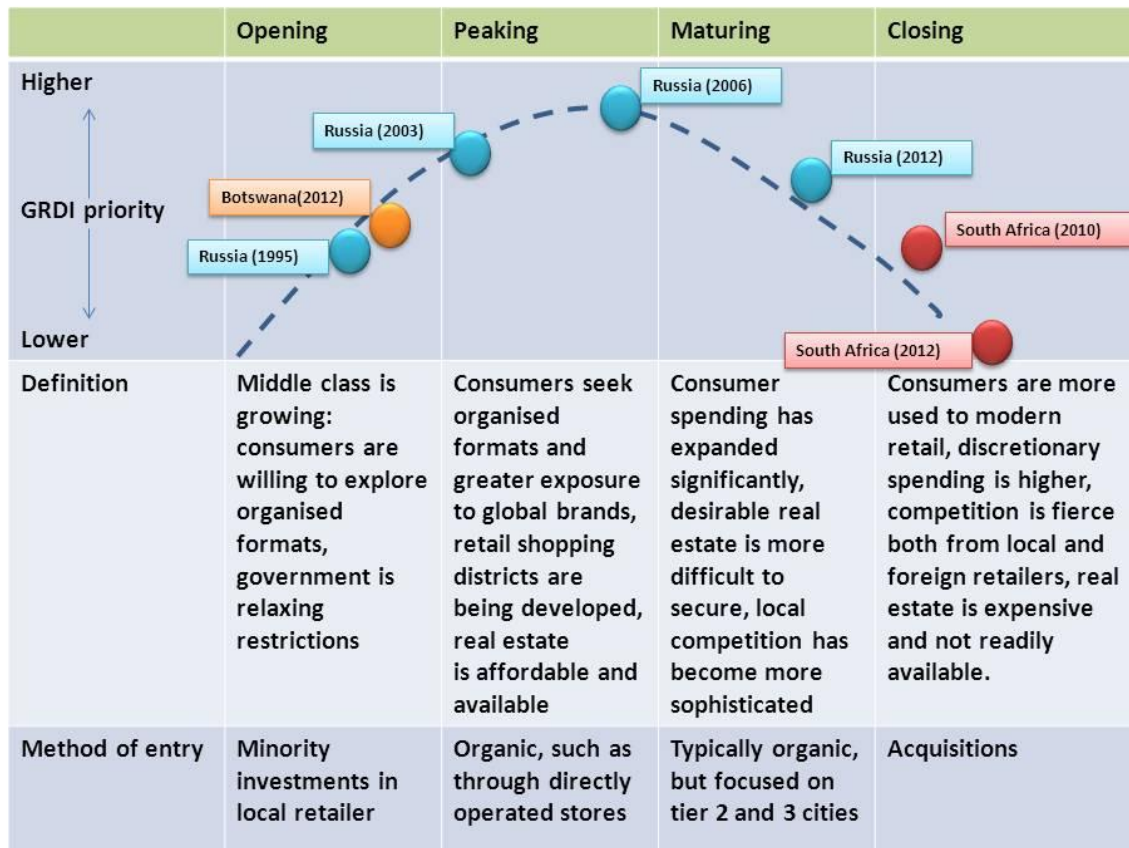 Opening Peaking Maturing Closing
Higher
Russia (2006)
Russia (2003)
Russia (2012)
Botswana(2012)
GRDI priority
South Africa (2010)
Russia (1995)
Lower
South Africa (2012)
Definition
Middle class is
growing:
consumers are
willing to explore
organised
formats,
government is
relaxing
restrictions
Consumers seek
organised
formats and
greater exposure
to global brands,
retail shopping
districts are
being developed,
real estate
is affordable and
available
Consumer
spending has
expanded
significantly,
desirable real
estate is more
difficult to
secure, local
competition has
become more
sophisticated
Consumers are more
used to modern
retail, discretionary
spending is higher,
competition is fierce
both from local and
foreign retailers, real
estate is expensive
and not readily
available.
Method of entry
Minority
investments in
local retailer
Organic, such as
through directly
operated stores
Typically organic,
but focused on
tier 2 and 3 cities
Acquisitions